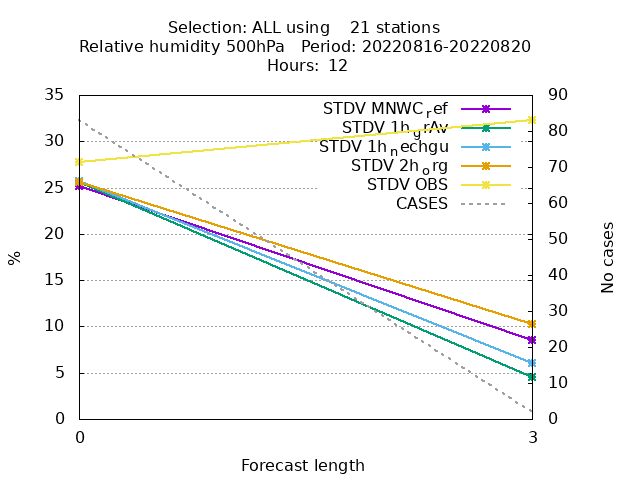 Selection: ALL using    21 stations
Relative humidity 500hPa   Period: 20220816-20220820
Hours:  12
STDV MNWC_ref
STDV 1h_grAv
STDV 1h_nechgu
STDV 2h_org
STDV OBS
CASES
35
30
25
20
15
10
5
0
%
90
80
70
60
50
40
30
20
10
0
No cases
0
3
Forecast length